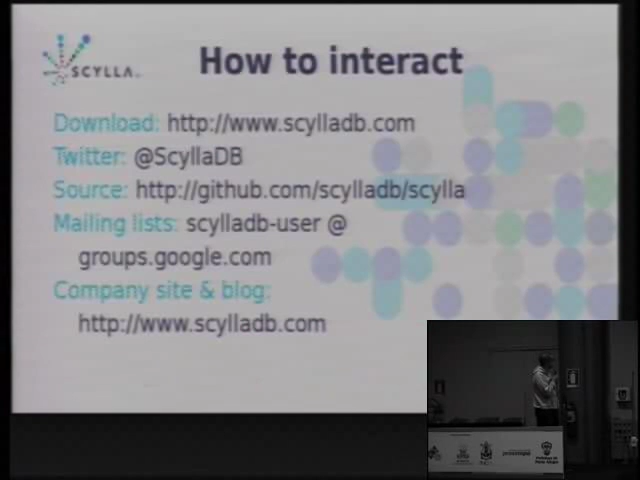 SCYLLA
How to interact
Download: http://www.scylladb.com
Twitter: @ScyllaDB
Source: http://github.com/scylladb/scylla
Mailing lists: scylladb-user @
groups.google.com
Company site & blog:
http://www.scylladb.com